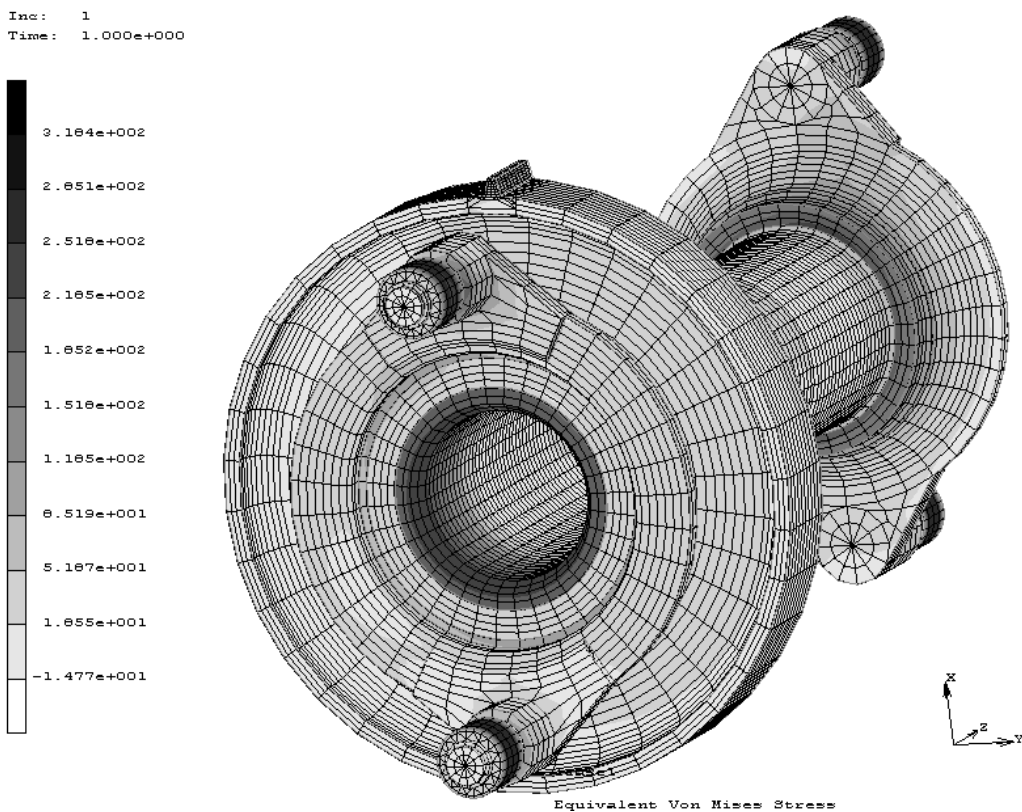 Inc: 1
Time: 1.000e+000
3.184e+002
2.851e+002
2.518e+002
2.185e+002
1.852e+002
1.518e+002
1.185e+002
8.519e+001
5.187e+001
1.855e+001
-1.477e+001
X
Z
Y
Equivalent Von Mises Stress